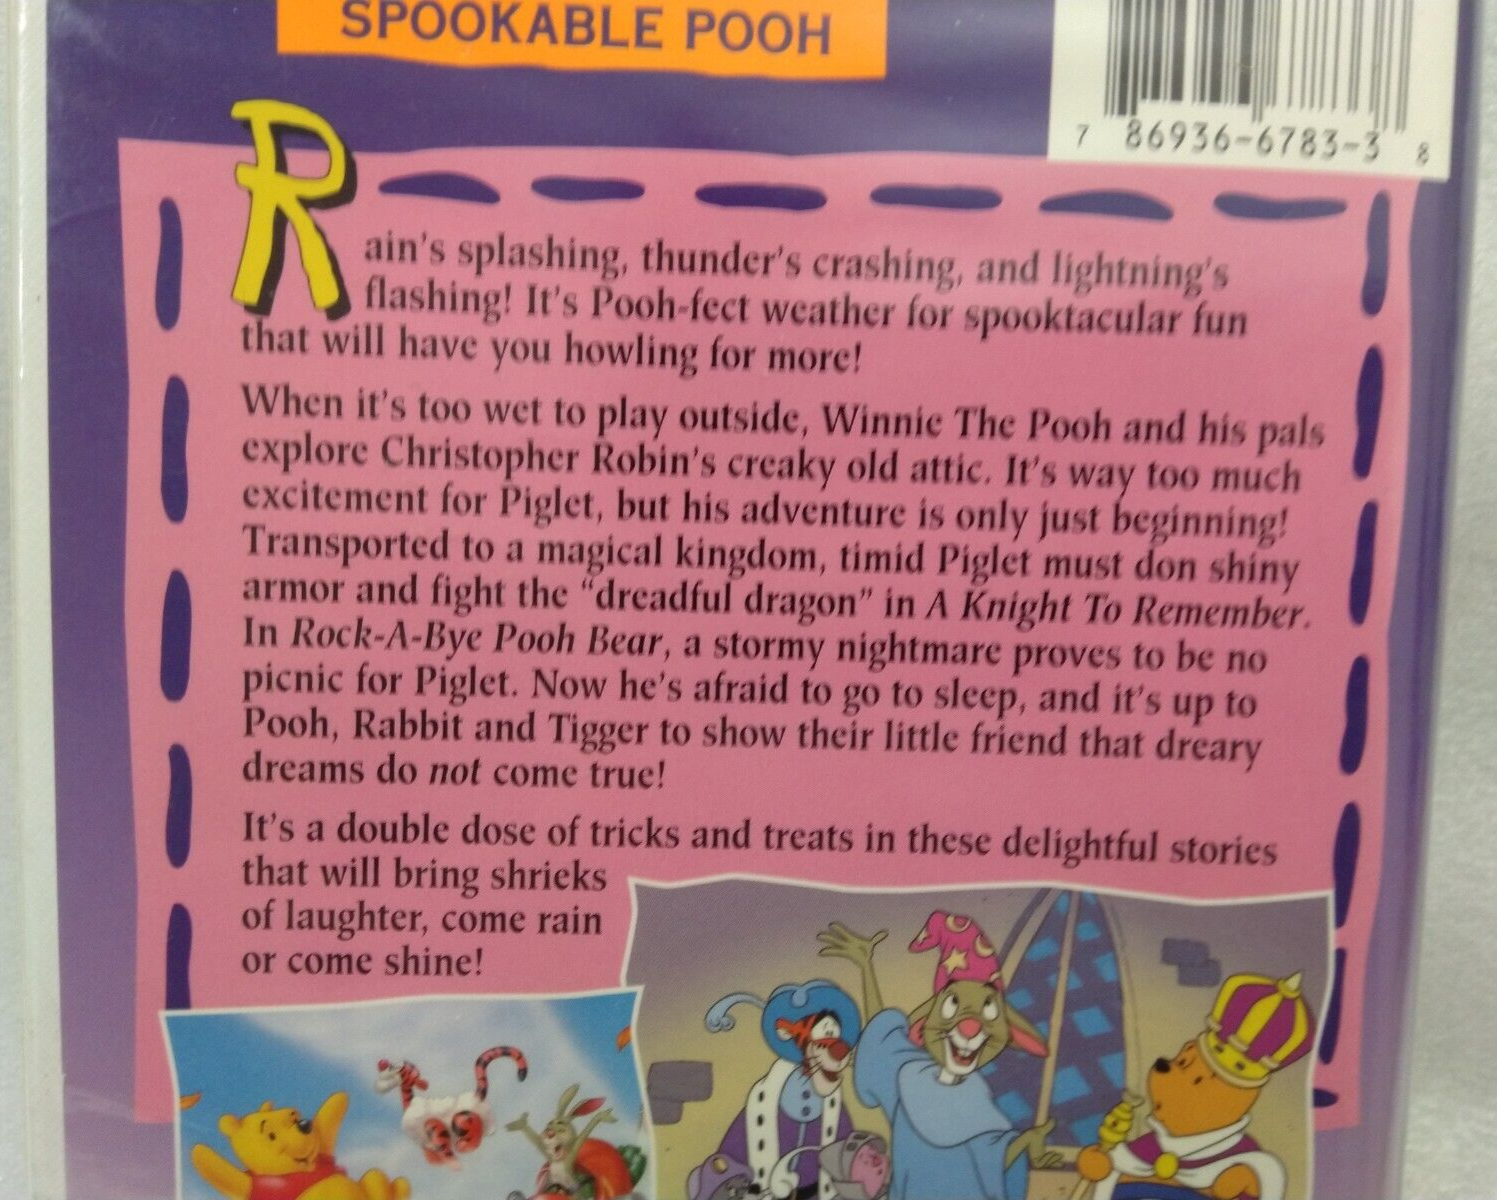 SPOOKABLE POOH
7 86936-6783-3 8
Rain's splashing, thunder's crashing, and lightning's
flashing! It's Pooh-fect weather for spooktacular fun
that will have you howling for more!
When it's too wet to play outside, Winnie The Pooh and his pals
explore Christopher Robin's creaky old attic. It's way too much
excitement for Piglet, but his adventure is only just beginning!
Transported to a magical kingdom, timid Piglet must don shiny
armor and fight the "dreadful dragon" in A Knight To Remember.
In Rock-A-Bye Pooh Bear, a stormy nightmare proves to be no
picnic for Piglet. Now he's afraid to go to sleep, and it's up to
Pooh, Rabbit and Tigger to show their little friend that dreary
dreams do not come true!
It's a double dose of tricks and treats in these delightful stories
that will bring shrieks
of laughter, come rain
or come shine!